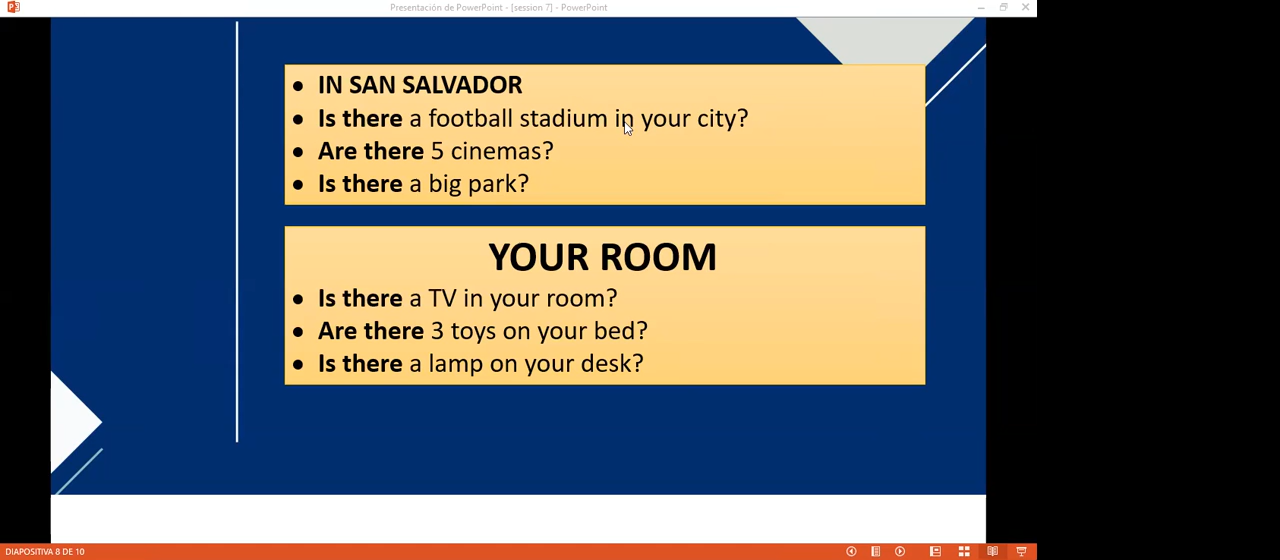 Presentación de PowerPoint - [session 7] - PowerPoint
• IN SAN SALVADOR
• Is there a football stadium in your city?
• Are there 5 cinemas?
• Is there a big park?
YOUR ROOM
• Is there a TV in your room?
• Are there 3 toys on your bed?
• Is there a lamp on your desk?
DIAPOSITIVA 8 DE 10